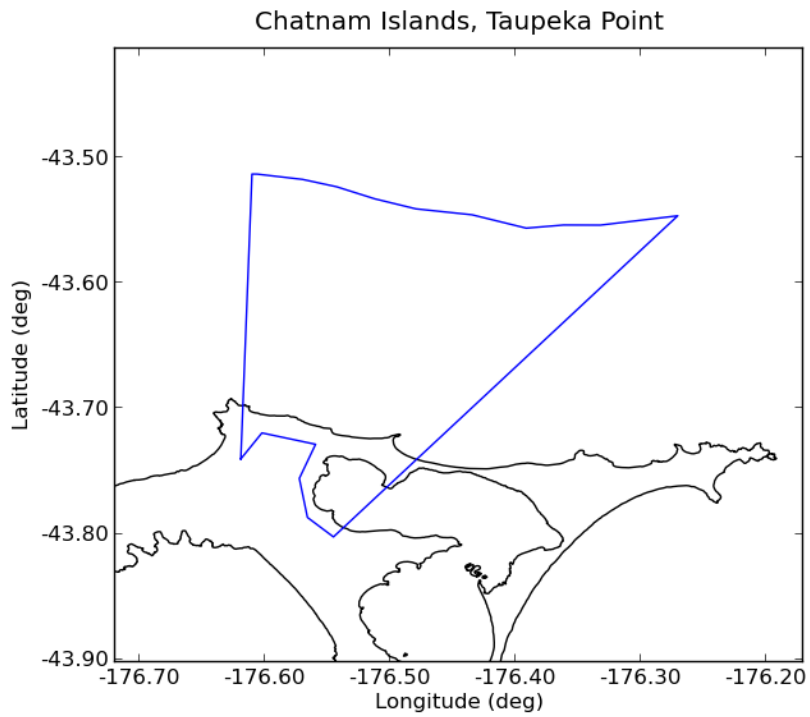 Chatnam Islands, Taupeka Point
Latitude (deg)
-43.50
-43.60
-43.70
-43.80
-43.90
-176.70 -176.60 -176.50 -176.40 -176.30 -176.20
Longitude (deg)